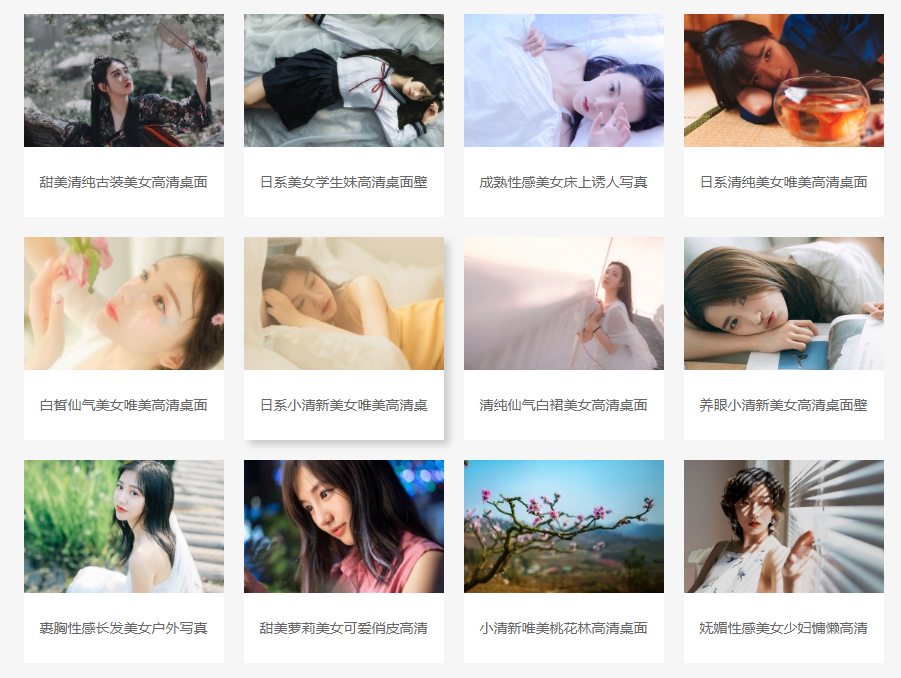 甜美清纯古装美女高清桌面
日系美女学生妹高清桌面壁
成熟性感美女床上诱人写真
日系清纯美女唯美高清桌面
白皙仙气美女唯美高清桌面
日系小清新美女唯美高清桌
清纯仙气白裙美女高清桌面
养眼小清新美女高清桌面壁
裹胸性感长发美女户外写真
甜美萝莉美女可爱俏皮高清
小清新唯美桃花林高清桌面
妩媚性感美女少妇慵懒高清